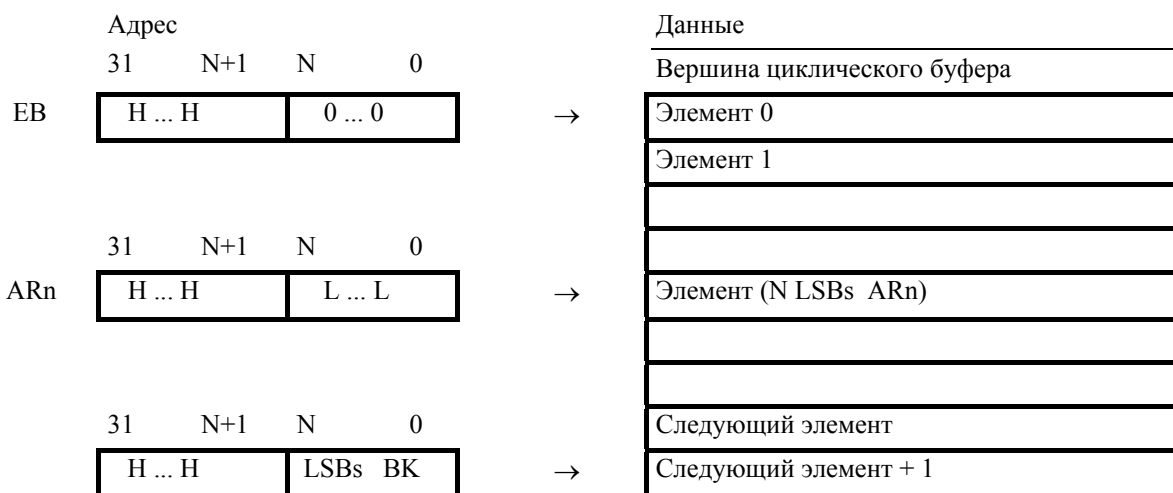 Адрес Данные
31 N+1 N 0 Вершина циклического буфера
EB H ... H 0 ... 0 → Элемент 0
Элемент 1
31 N+1 N 0
ARn H ... H L ... L → Элемент (N LSBs ARn)
31 N+1 N 0 Следующий элемент
H ... H LSBs BK → Следующий элемент + 1